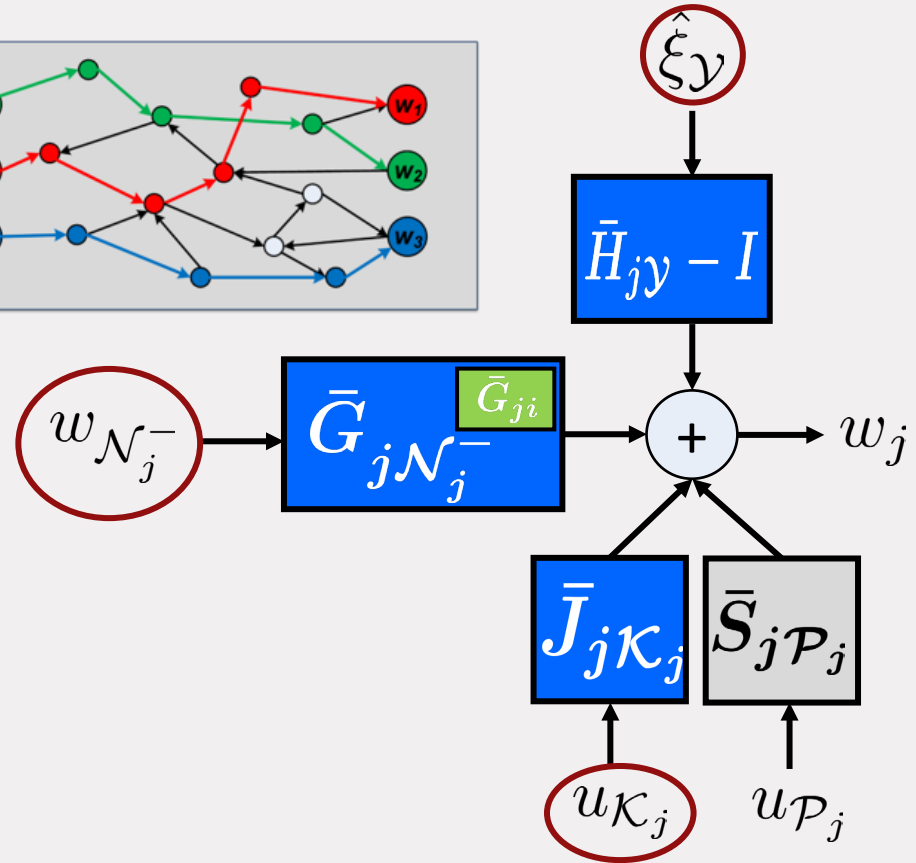 ξ̂_𝒴
w₁
w₂
w₃
H̄_{j𝒴} − I
w_{𝒩_j^−}
Ḡ_{j𝒩_j^−}
Ḡ_{ji}
+
w_j
J̄_{j𝒦_j}
S̄_{j𝒫_j}
u_{𝒦_j}
u_{𝒫_j}